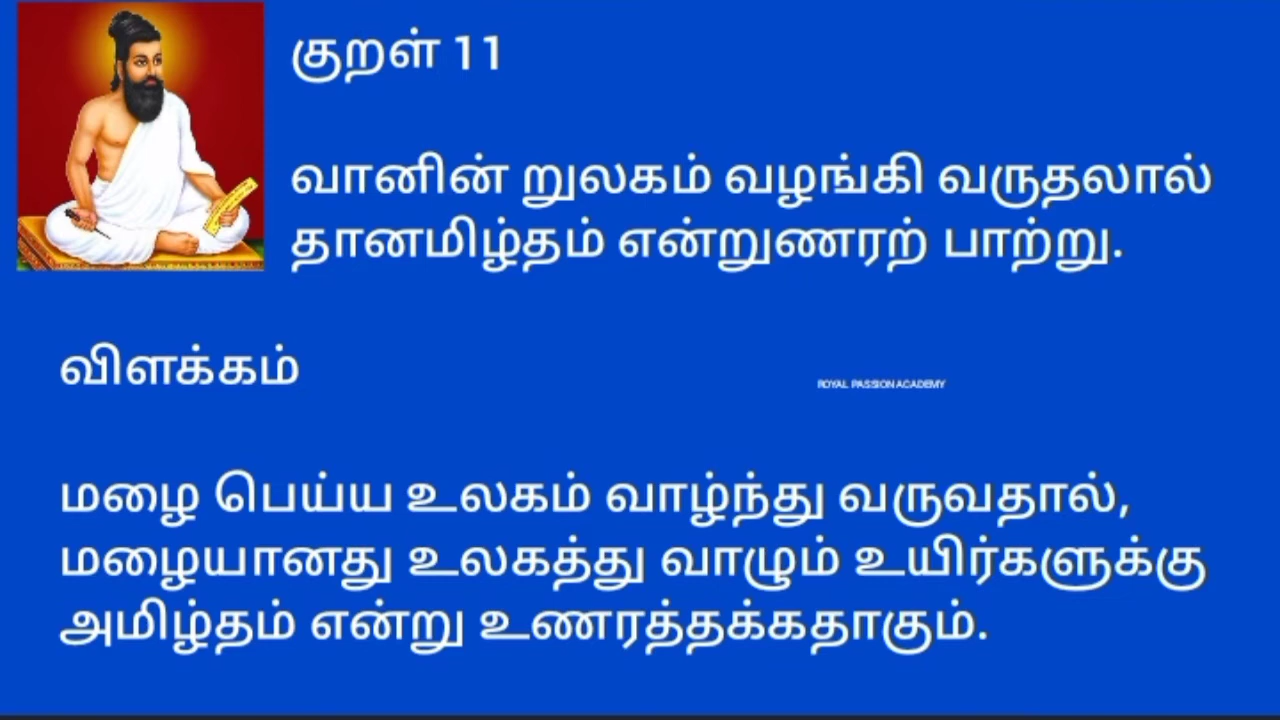 குறள் 11
வானின் றுலகம் வழங்கி வருதலால்
தானமிழ்தம் என்றுணரற் பாற்று.
விளக்கம்
ROYAL PASSION ACADEMY
மழை பெய்ய உலகம் வாழ்ந்து வருவதால்,
மழையானது உலகத்து வாழும் உயிர்களுக்கு
அமிழ்தம் என்று உணரத்தக்கதாகும்.